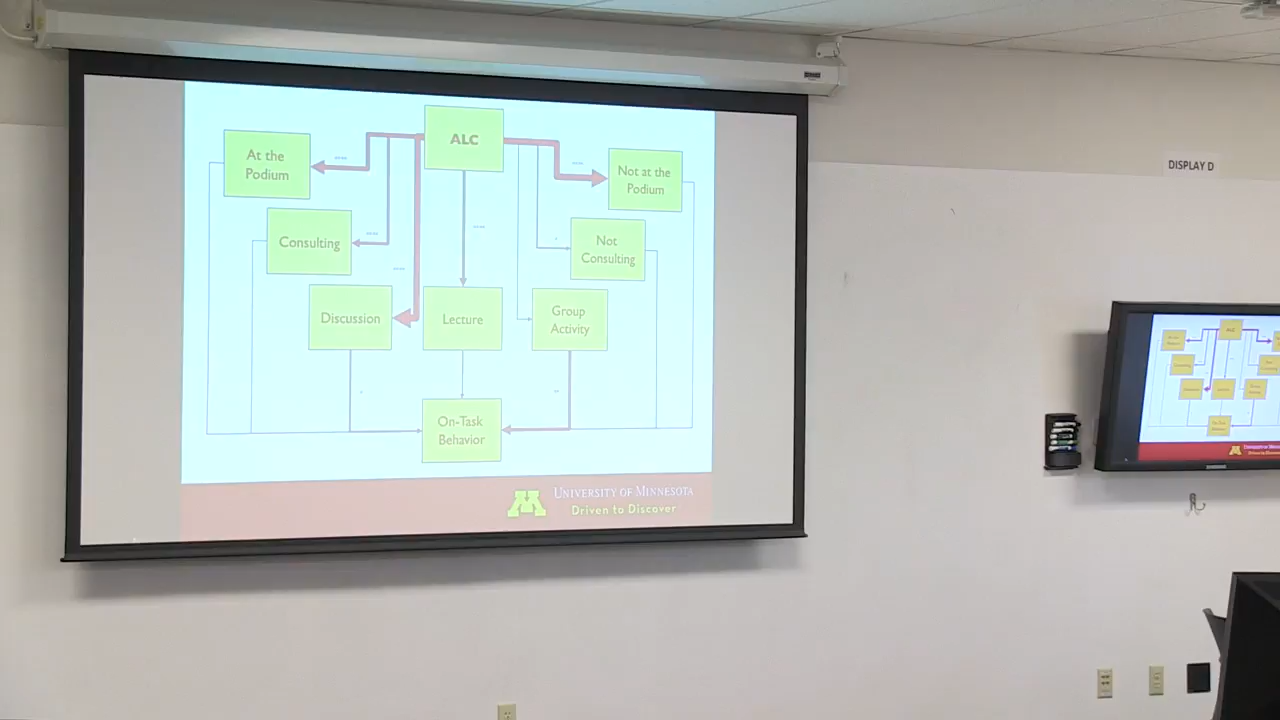 ALC
At the
Podium
Not at the
Podium
Consulting
Not
Consulting
Discussion
Lecture
Group
Activity
On-Task
Behavior
UNIVERSITY OF MINNESOTA
Driven to Discover
DISPLAY D